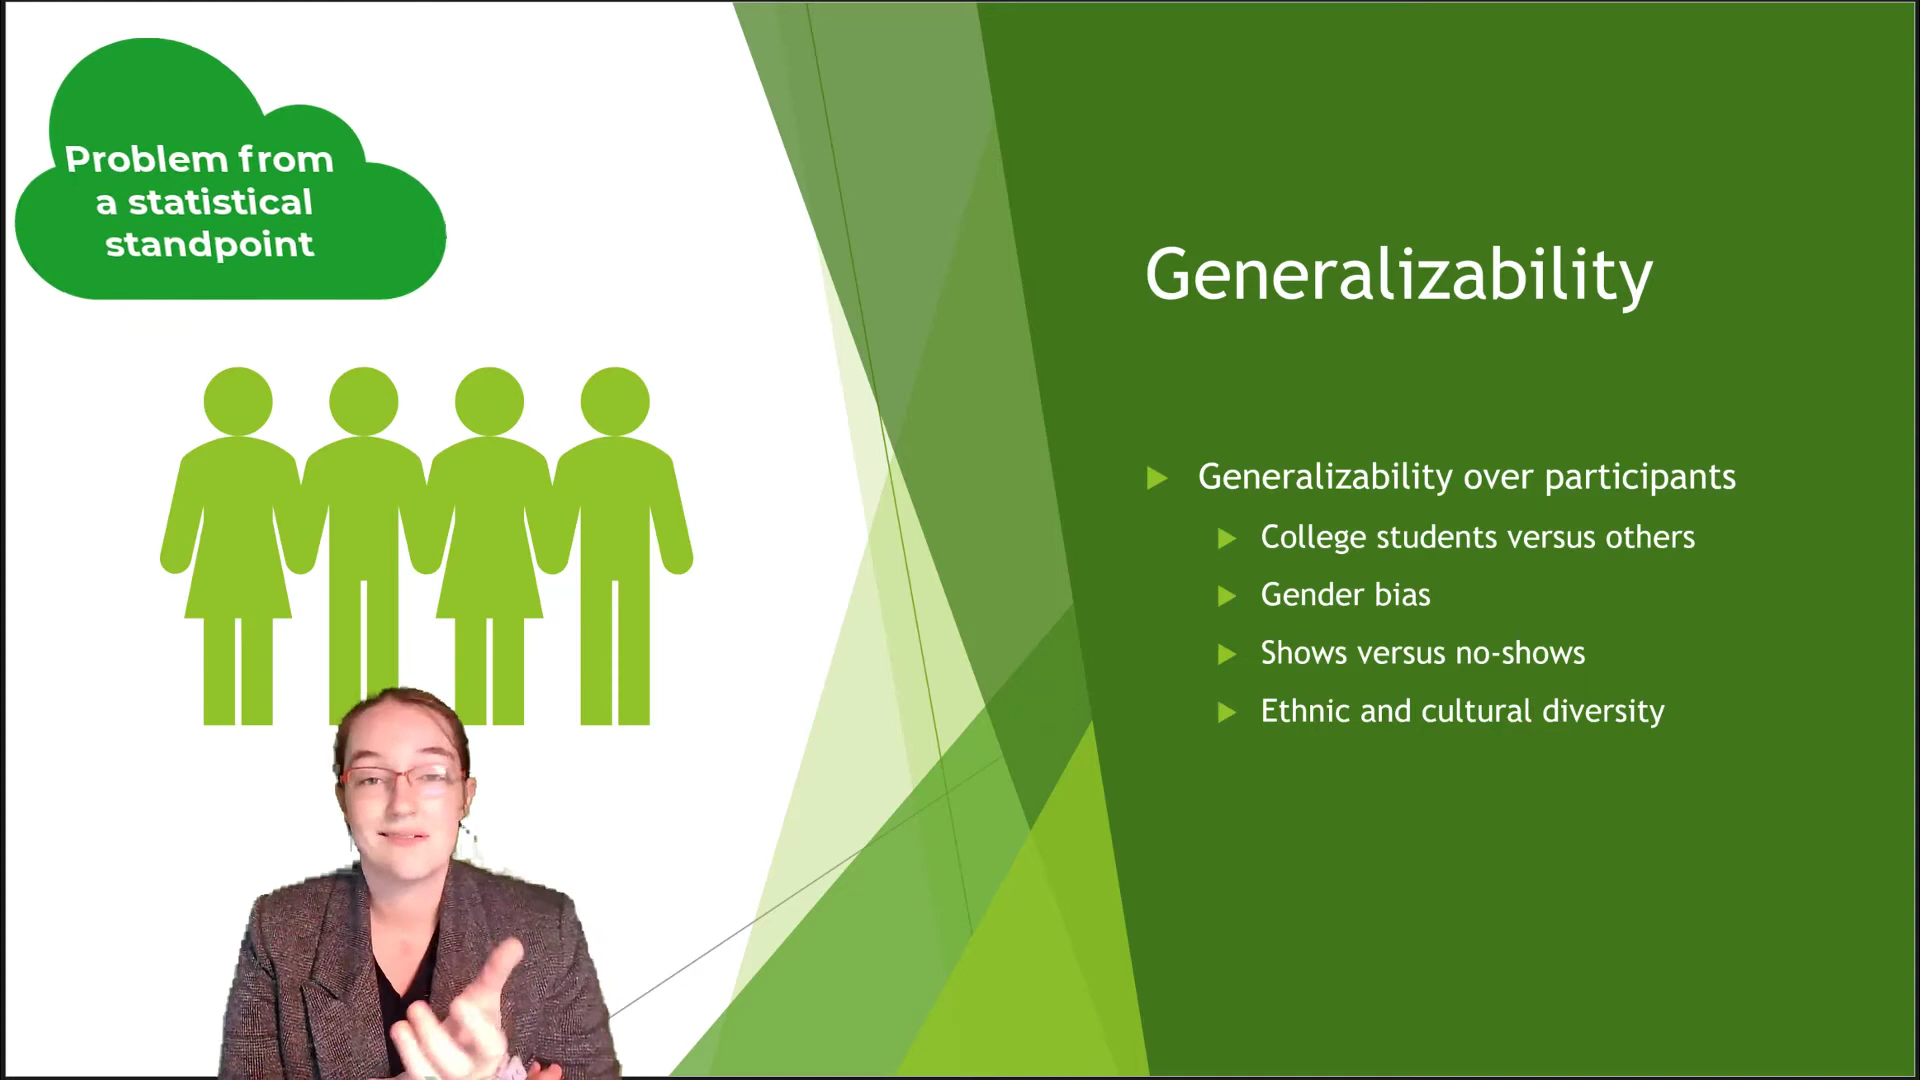 Problem from
a statistical
standpoint
Generalizability
Generalizability over participants
College students versus others
Gender bias
Shows versus no-shows
Ethnic and cultural diversity